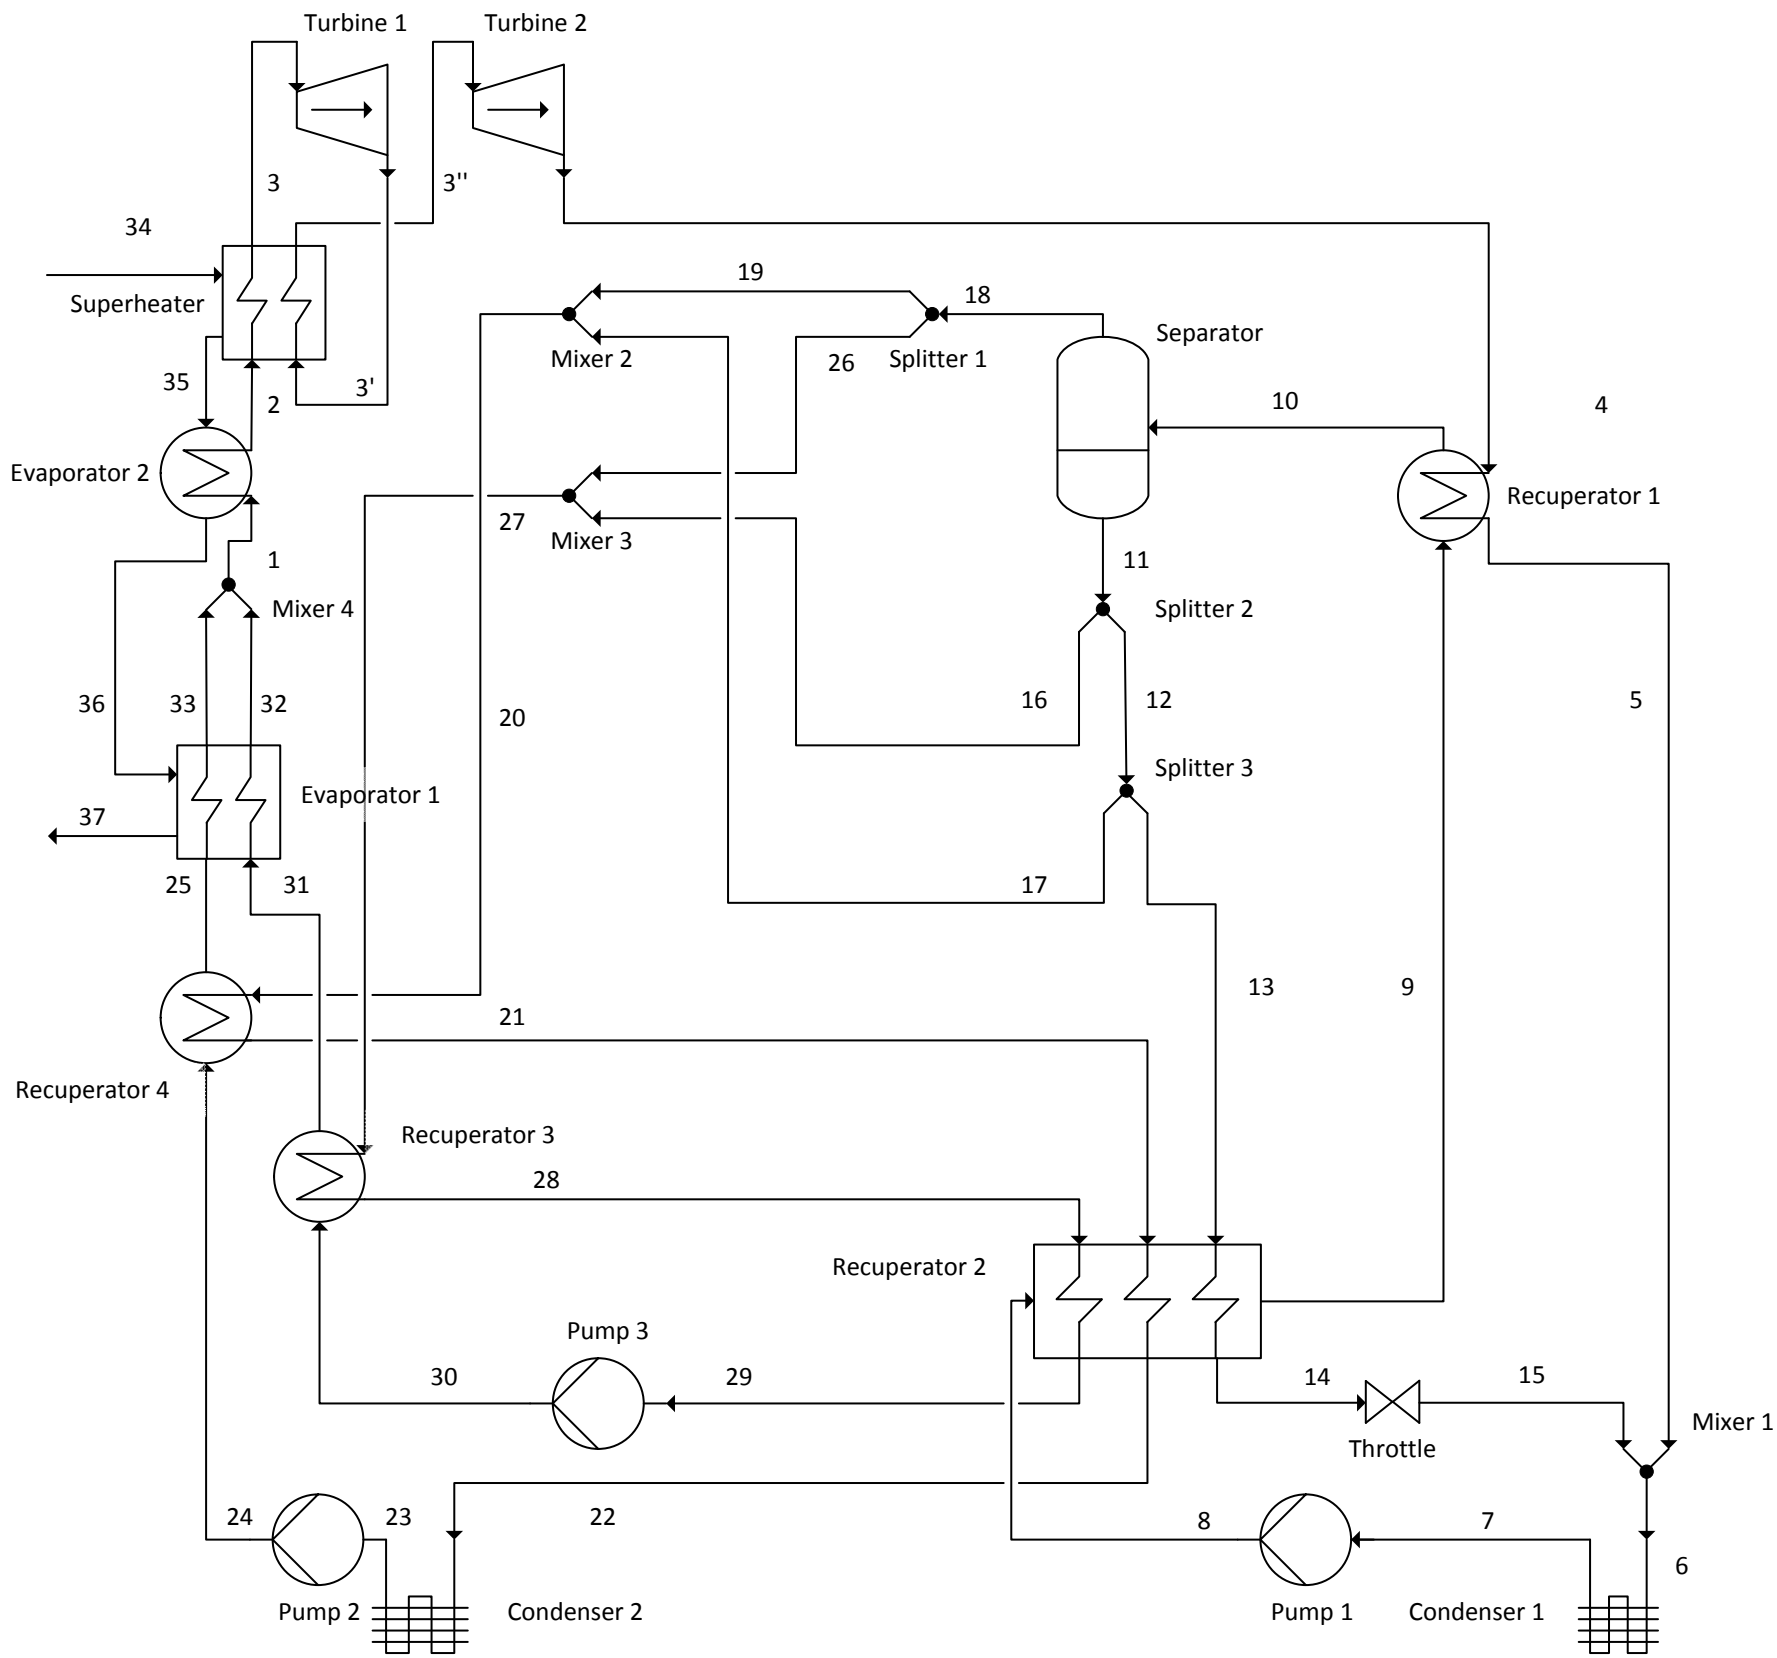 Turbine 1
Turbine 2
3
3''
34
19
18
Superheater
Separator
Mixer 2
26
Splitter 1
35
3'
2
10
4
Evaporator 2
Recuperator 1
27
Mixer 3
1
11
Mixer 4
Splitter 2
36
33
32
20
16
12
5
Splitter 3
Evaporator 1
37
25
31
17
13
9
21
Recuperator 4
Recuperator 3
28
Recuperator 2
Pump 3
30
29
14
15
Mixer 1
Throttle
24
23
22
8
7
6
Pump 2
Condenser 2
Pump 1
Condenser 1